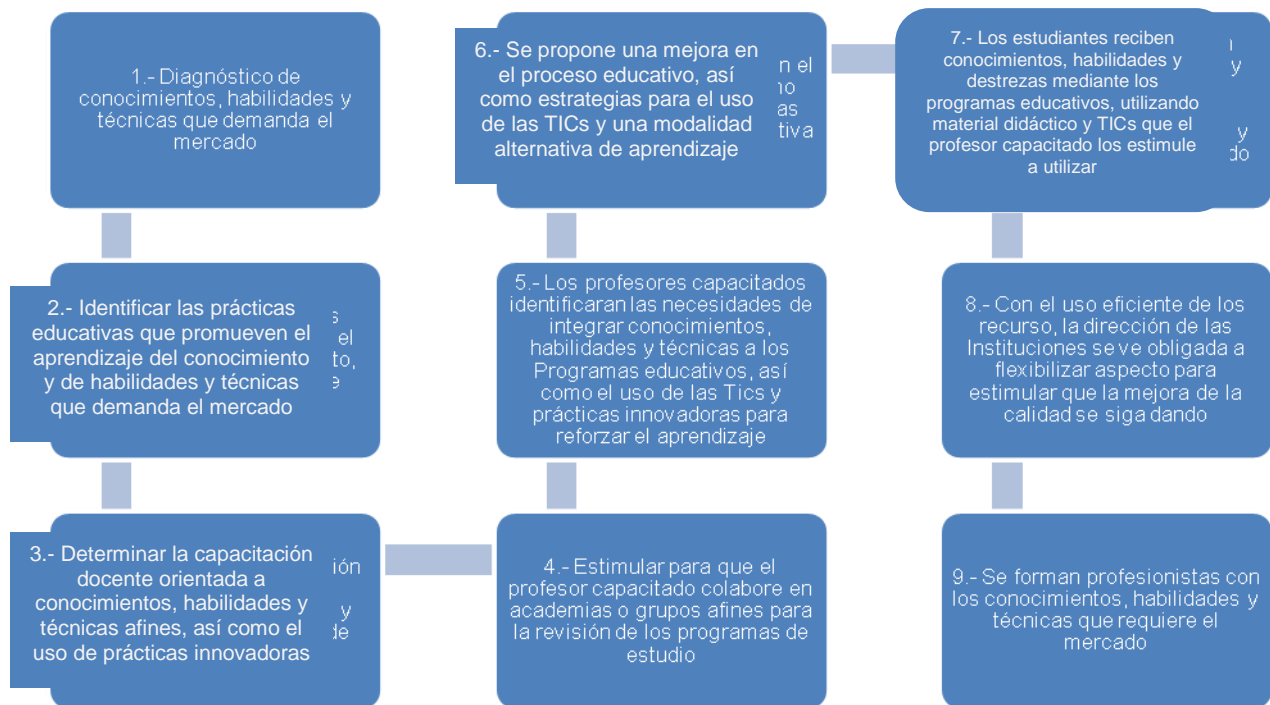 1.- Diagnóstico de
conocimientos, habilidades y
técnicas que demanda el
mercado
2.- Identificar las prácticas
educativas que promueven el
aprendizaje del conocimiento
y de habilidades y técnicas
que demanda el mercado
3.- Determinar la capacitación
docente orientada a
conocimientos, habilidades y
técnicas afines, así como el
uso de prácticas innovadoras
4.- Estimular para que el
profesor capacitado colabore en
academias o grupos afines para
la revisión de los programas de
estudio
5.- Los profesores capacitados
identificaran las necesidades de
integrar conocimientos,
habilidades y técnicas a los
Programas educativos, así
como el uso de las Tics y
prácticas innovadoras para
reforzar el aprendizaje
6.- Se propone una mejora en
el proceso educativo, así
como estrategias para el uso
de las TICs y una modalidad
alternativa de aprendizaje
7.- Los estudiantes reciben
conocimientos, habilidades y
destrezas mediante los
programas educativos, utilizando
material didáctico y TICs que el
profesor capacitado los estimule
a utilizar
8.- Con el uso eficiente de los
recurso, la dirección de las
Instituciones se ve obligada a
flexibilizar aspecto para
estimular que la mejora de la
calidad se siga dando
9.- Se forman profesionistas con
los conocimientos, habilidades y
técnicas que requiere el
mercado